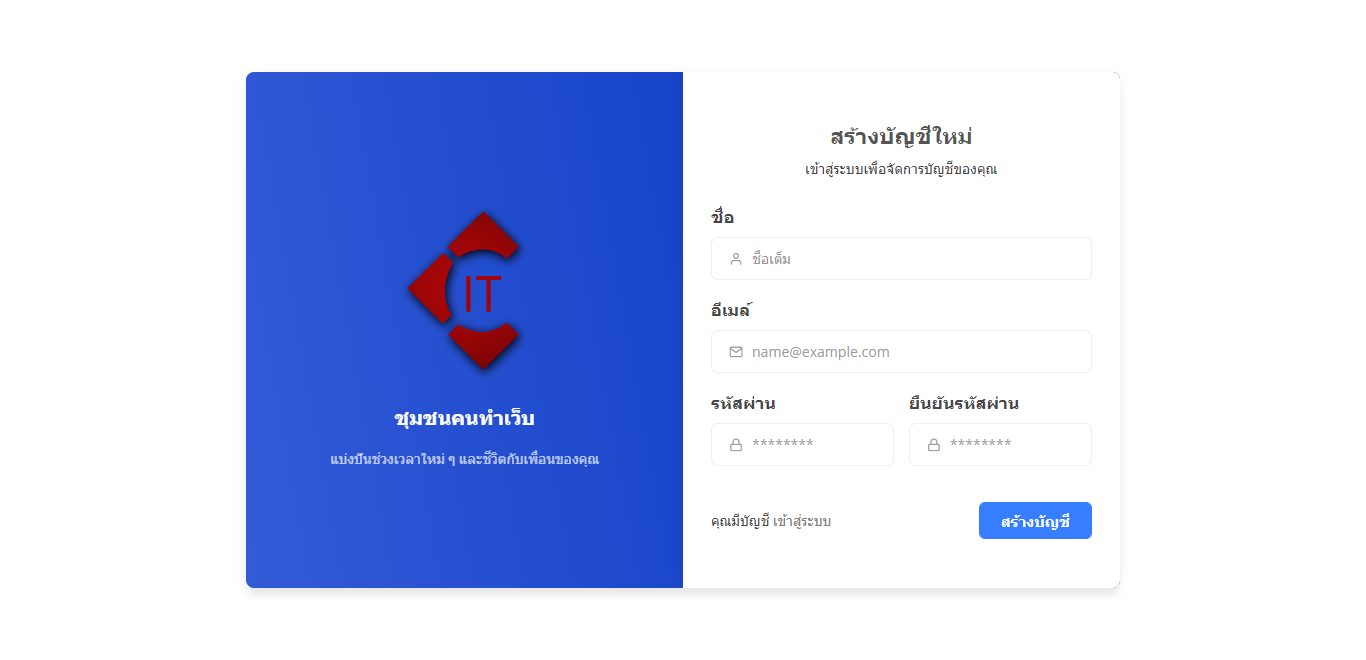 IT
ชุมชนคนทำเว็บ
แบ่งปันช่วงเวลาใหม่ ๆ และชีวิตกับเพื่อนของคุณ
สร้างบัญชีใหม่
เข้าสู่ระบบเพื่อจัดการบัญชีของคุณ
ชื่อ
ชื่อเต็ม
อีเมล์
name@example.com
รหัสผ่าน ยืนยันรหัสผ่าน
******** ********
คุณมีบัญชี เข้าสู่ระบบ สร้างบัญชี